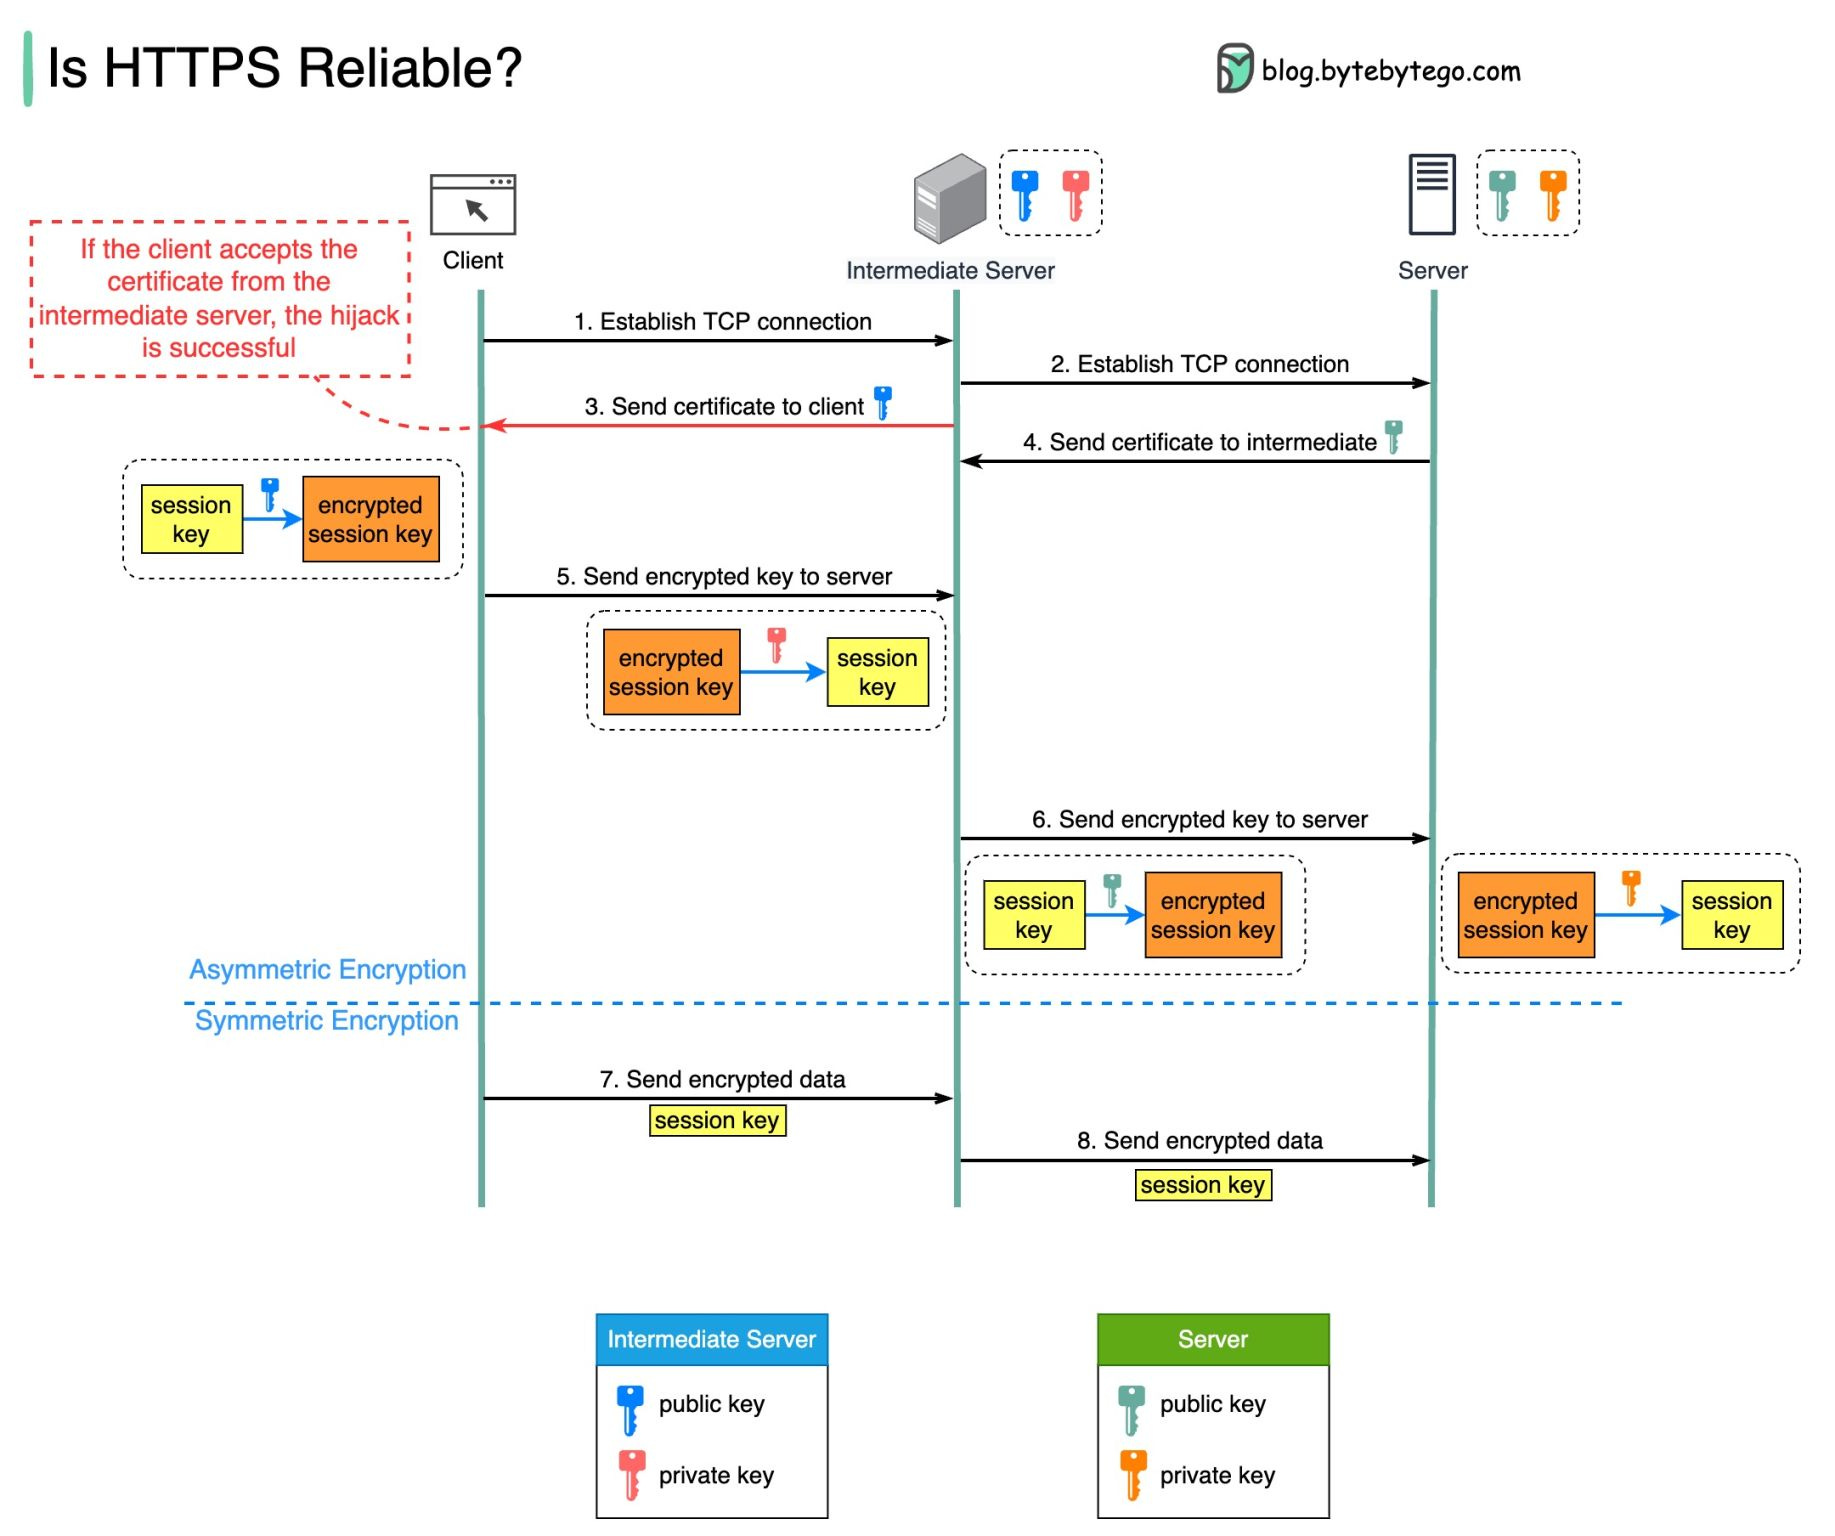 Is HTTPS Reliable?
blog.bytebytego.com
If the client accepts the
certificate from the
intermediate server, the hijack
is successful
Client
Intermediate Server
Server
1. Establish TCP connection
2. Establish TCP connection
3. Send certificate to client
4. Send certificate to intermediate
session
key
encrypted
session key
5. Send encrypted key to server
encrypted
session key
session
key
6. Send encrypted key to server
session
key
encrypted
session key
encrypted
session key
session
key
Asymmetric Encryption
Symmetric Encryption
7. Send encrypted data
session key
8. Send encrypted data
session key
Intermediate Server
public key
private key
Server
public key
private key